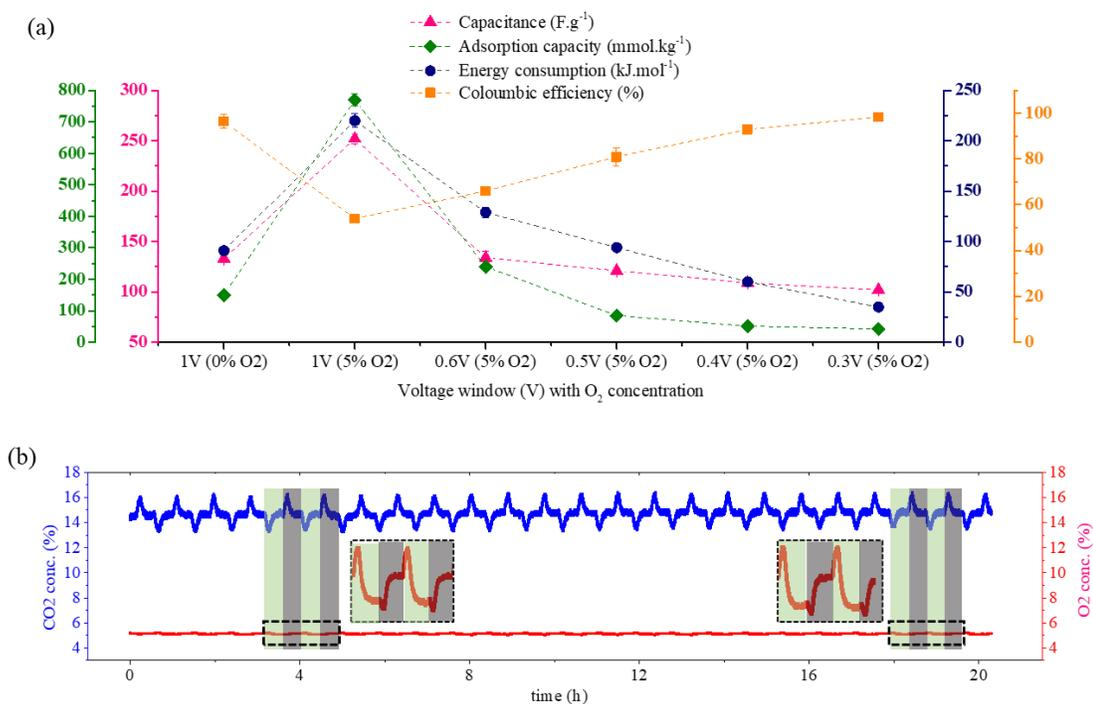 (a)
Capacitance (F.g⁻¹)
Adsorption capacity (mmol.kg⁻¹)
Energy consumption (kJ.mol⁻¹)
Coloumbic efficiency (%)
800 300 250
700 100
250 200
600
80
500 200 150
400 60
300 150 100
40
200
100 50
100 20
0 50 0 0
1V (0% O2) 1V (5% O2) 0.6V (5% O2) 0.5V (5% O2) 0.4V (5% O2) 0.3V (5% O2)
Voltage window (V) with O₂ concentration
(b)
18 18
16 16
14 14
12 12
10 10
8 8
6 6
4 4
CO2 conc. (%)
O2 conc. (%)
0 2 4 6 8 10 12 14 16 18 20
time (h)